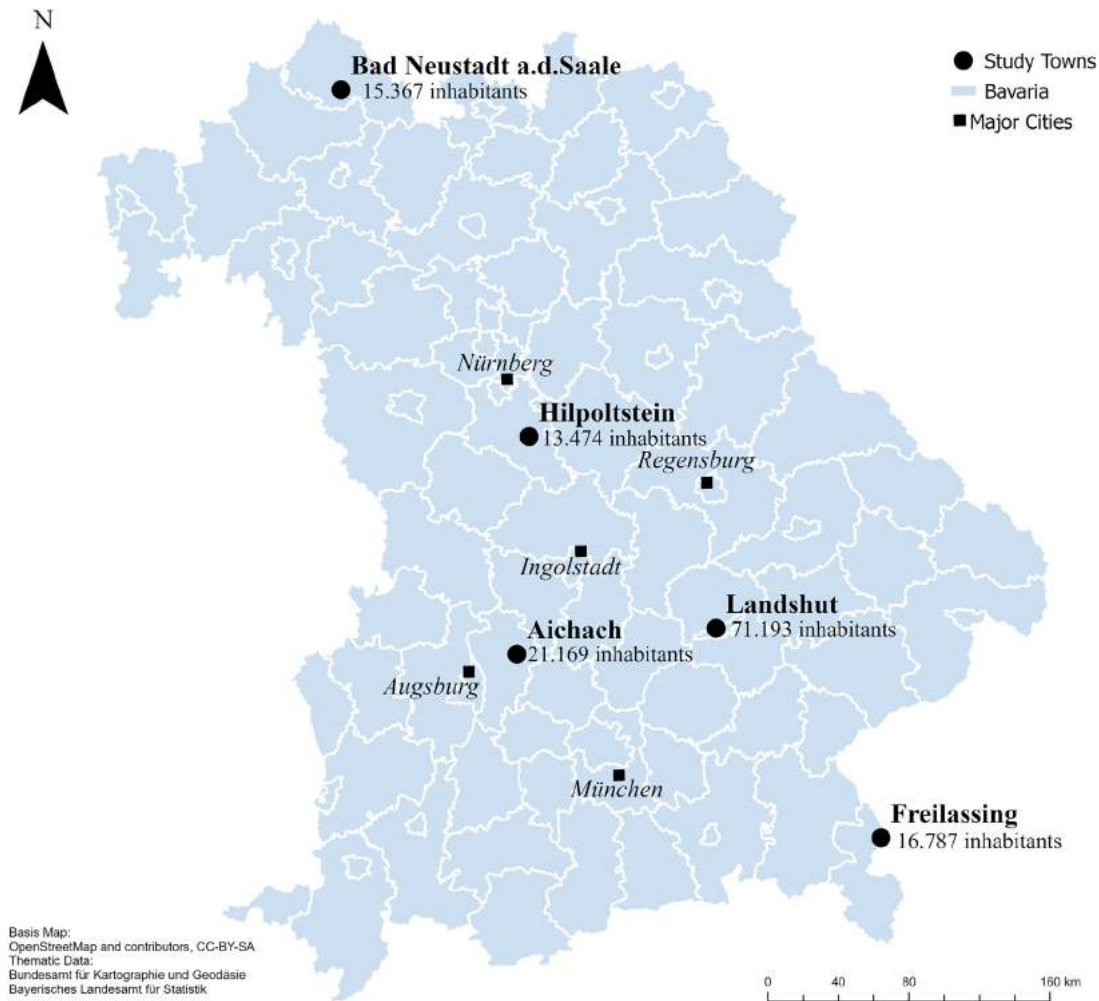 N
Bad Neustadt a.d.Saale
15.367 inhabitants
Study Towns
Bavaria
Major Cities
Nürnberg
Hilpoltstein
13.474 inhabitants
Regensburg
Ingolstadt
Landshut
71.193 inhabitants
Aichach
21.169 inhabitants
Augsburg
München
Freilassing
16.787 inhabitants
Basis Map:
OpenStreetMap and contributors, CC-BY-SA
Thematic Data:
Bundesamt für Kartographie und Geodäsie
Bayerisches Landesamt für Statistik
0 40 80 160 km